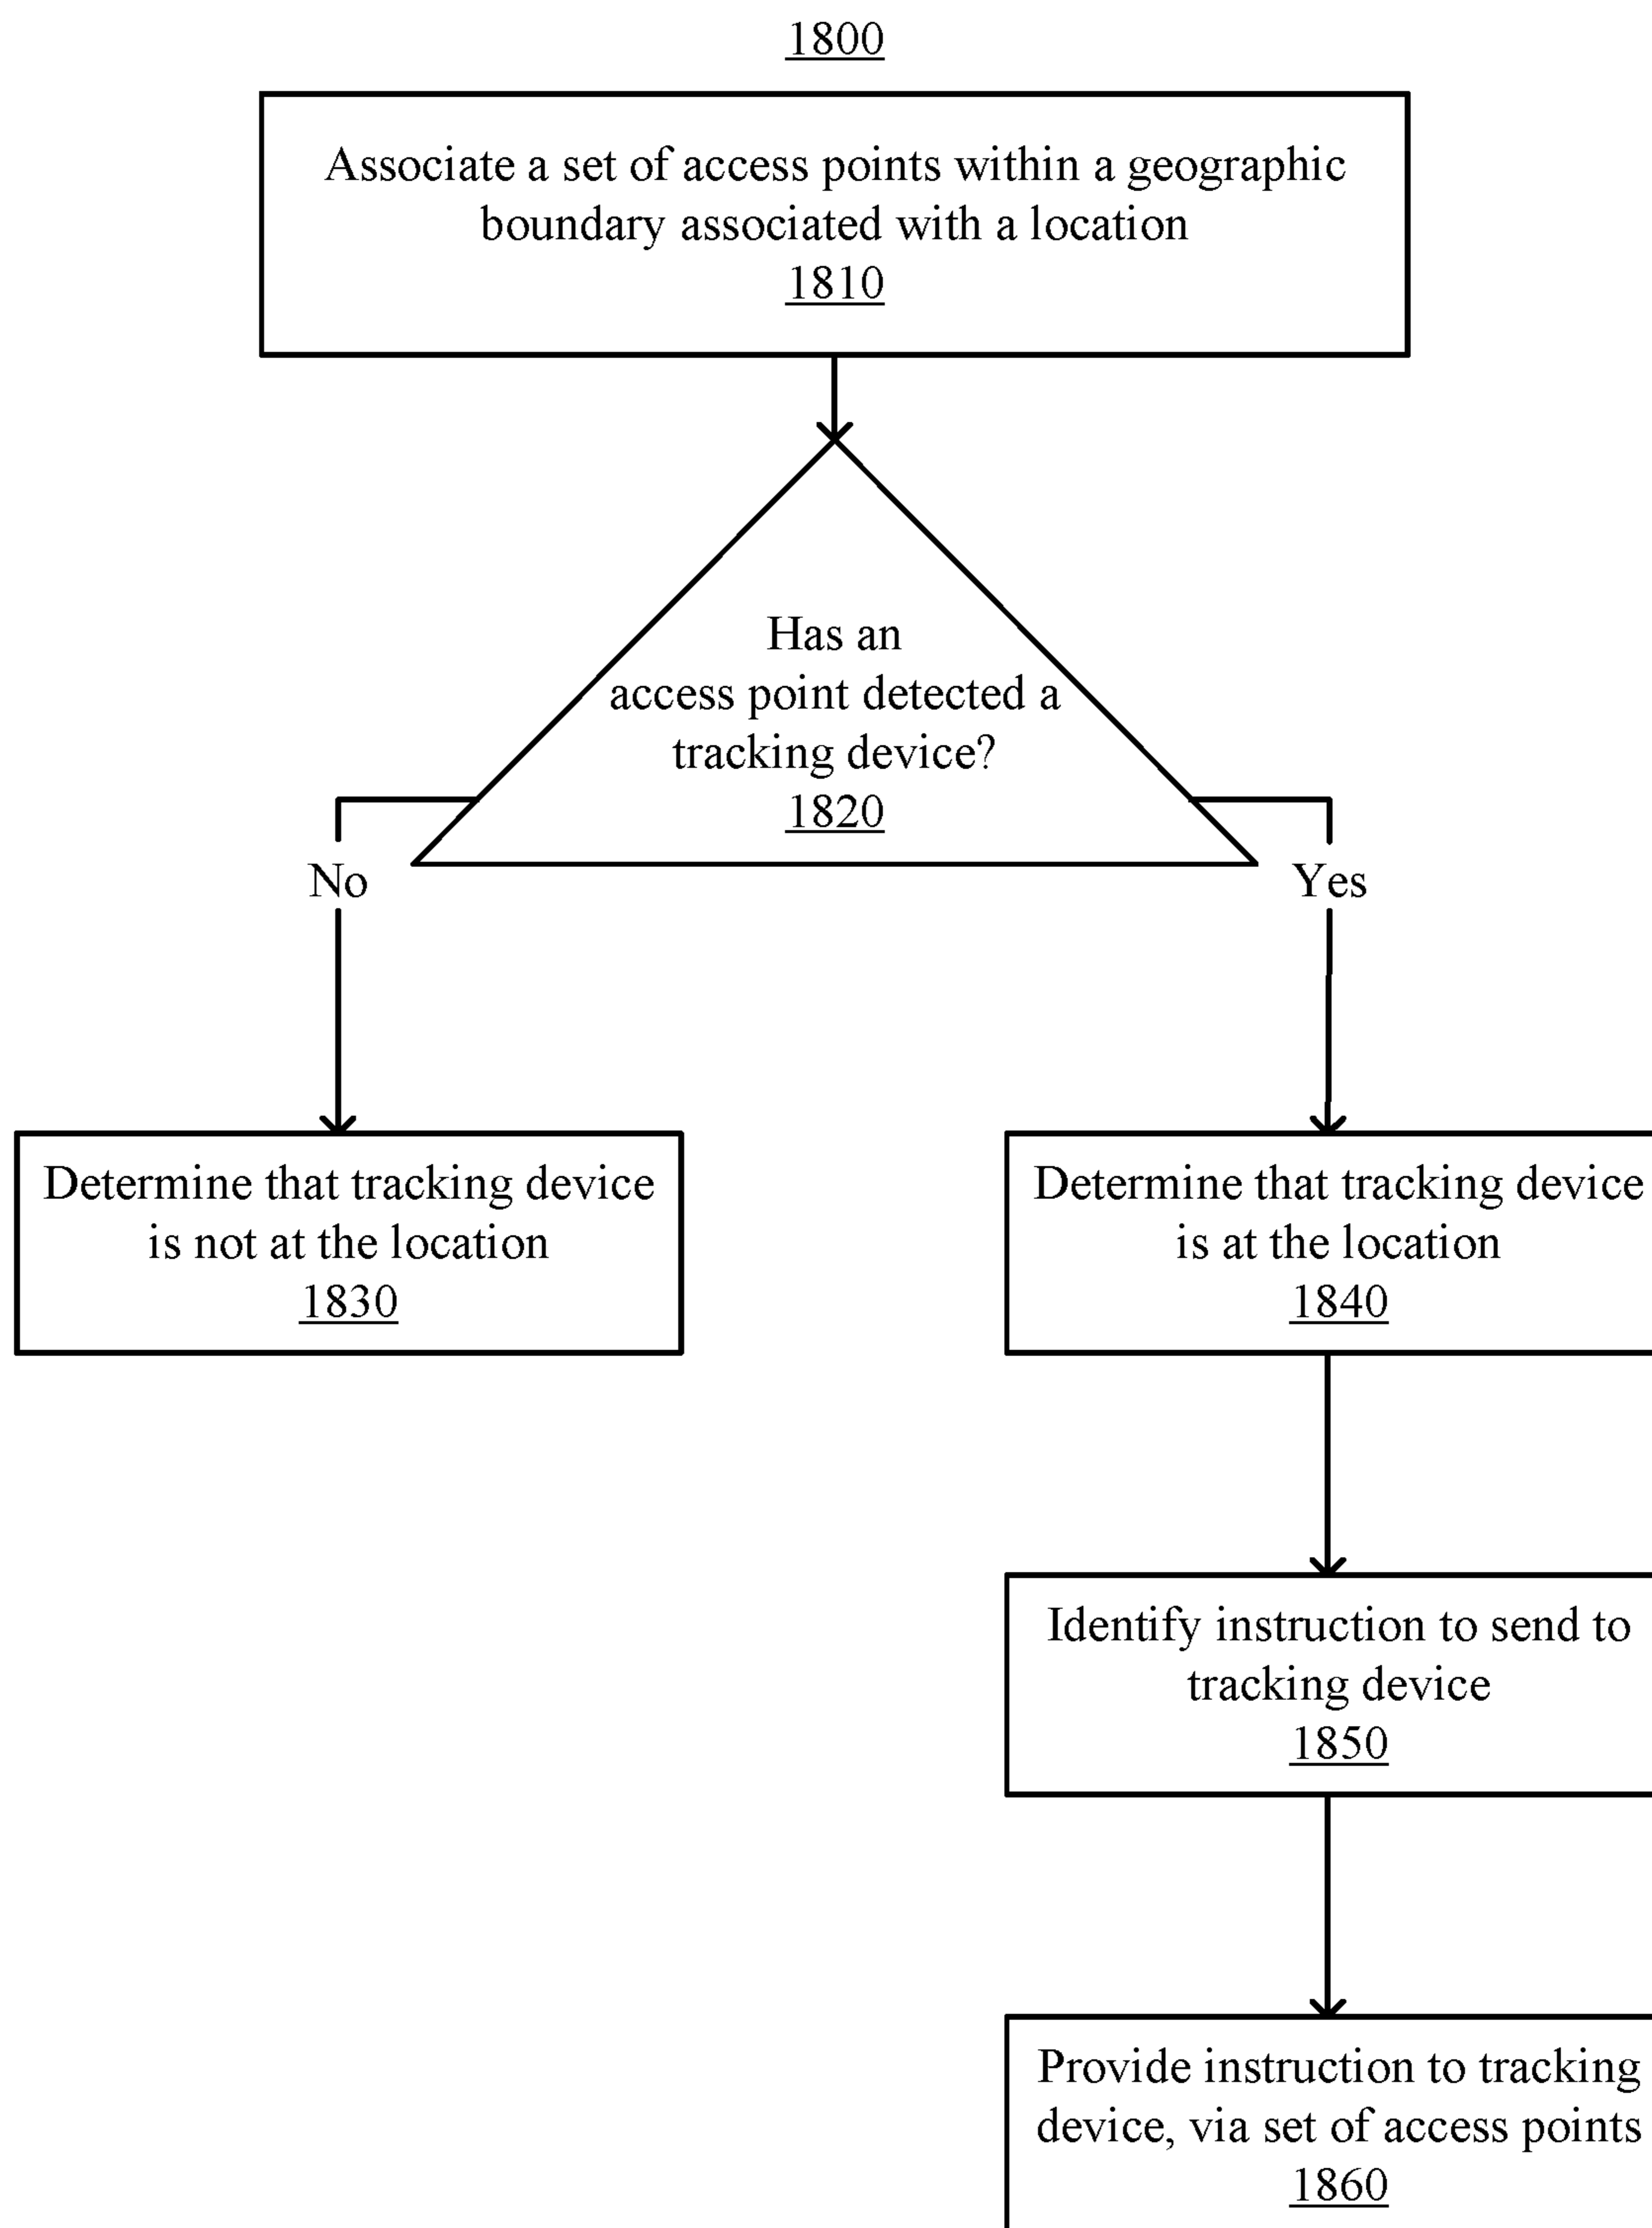 1800
Associate a set of access points within a geographic
boundary associated with a location
1810
Has an
access point detected a
tracking device?
1820
No
Yes
Determine that tracking device
is not at the location
1830
Determine that tracking device
is at the location
1840
Identify instruction to send to
tracking device
1850
Provide instruction to tracking
device, via set of access points
1860